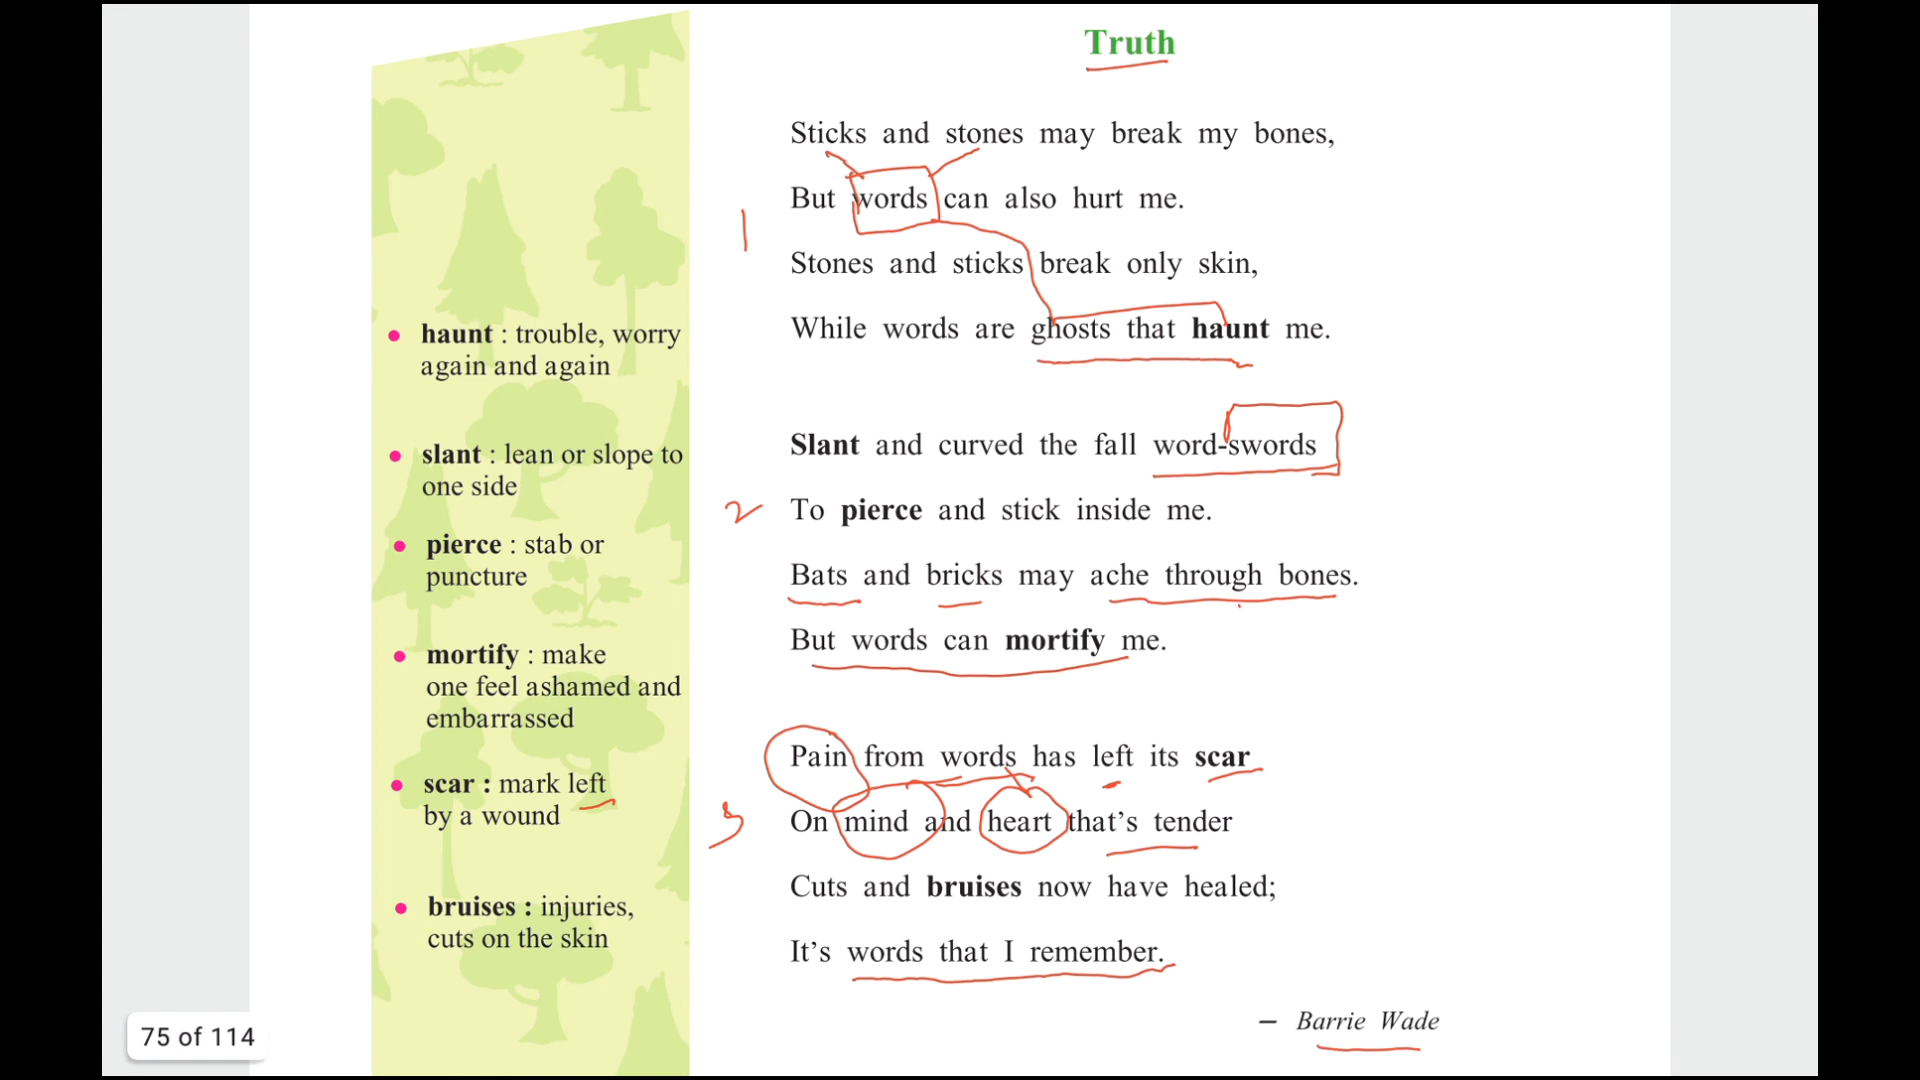 Truth
Sticks and stones may break my bones,
But words can also hurt me.
1
Stones and sticks break only skin,
While words are ghosts that haunt me.
Slant and curved the fall word-swords
2 To pierce and stick inside me.
Bats and bricks may ache through bones.
But words can mortify me.
Pain from words has left its scar
3 On mind and heart that's tender
Cuts and bruises now have healed;
It's words that I remember.
– Barrie Wade
• haunt : trouble, worry
again and again
• slant : lean or slope to
one side
• pierce : stab or
puncture
• mortify : make
one feel ashamed and
embarrassed
• scar : mark left
by a wound
• bruises : injuries,
cuts on the skin
75 of 114